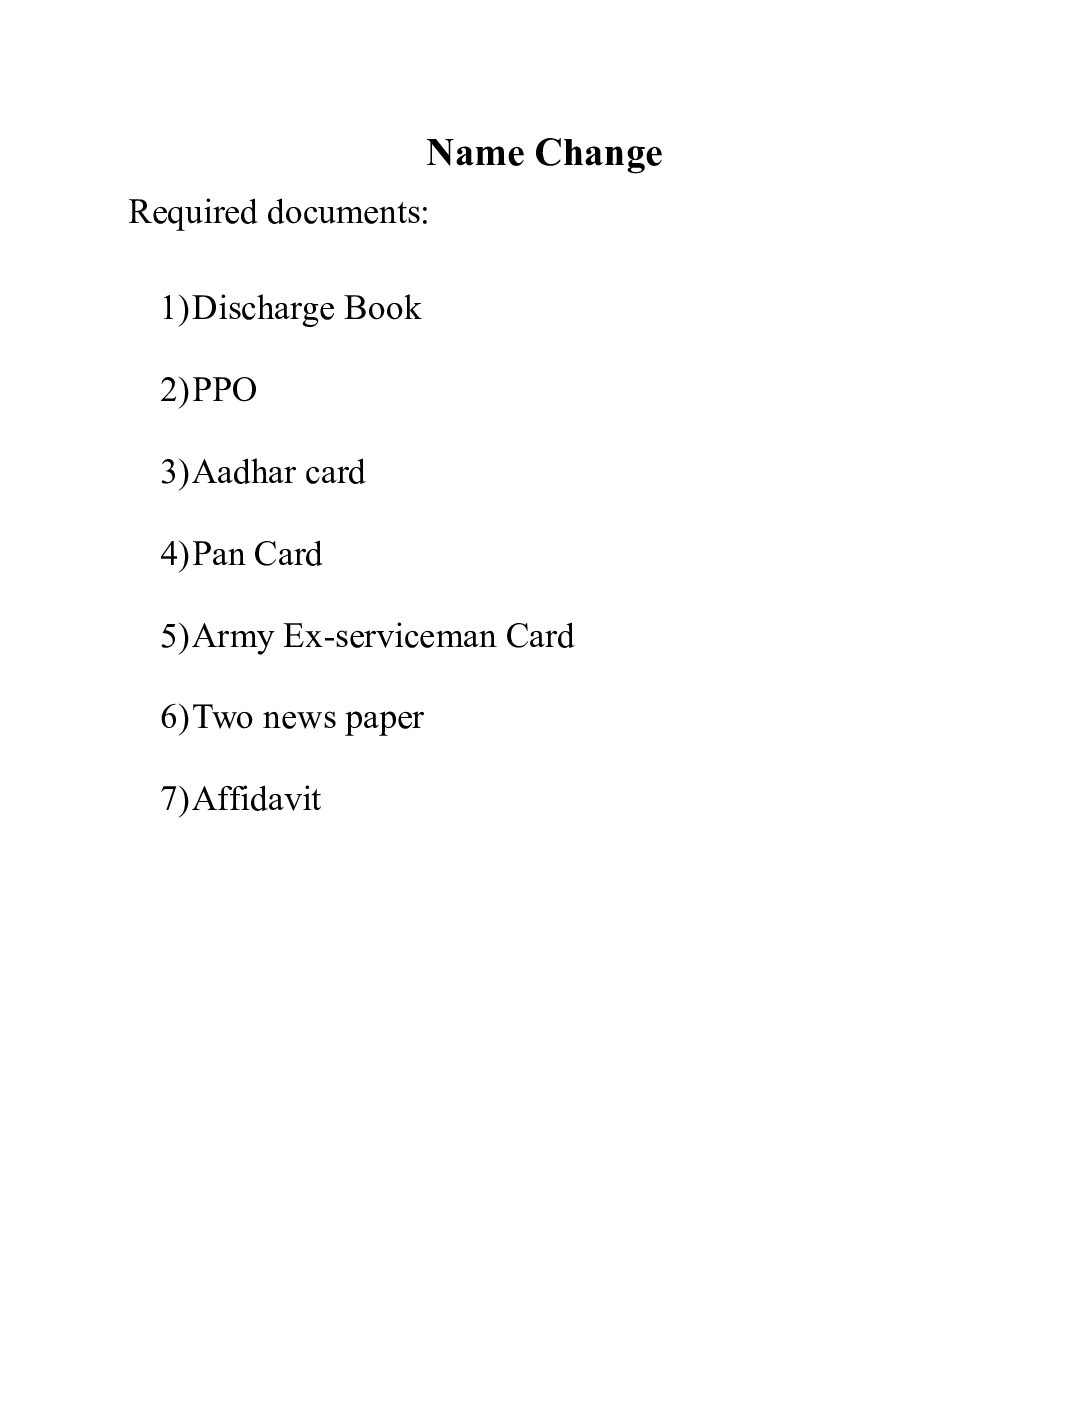 Name Change
Required documents:
1)Discharge Book
2)PPO
3)Aadhar card
4)Pan Card
5)Army Ex-serviceman Card
6)Two news paper
7)Affidavit